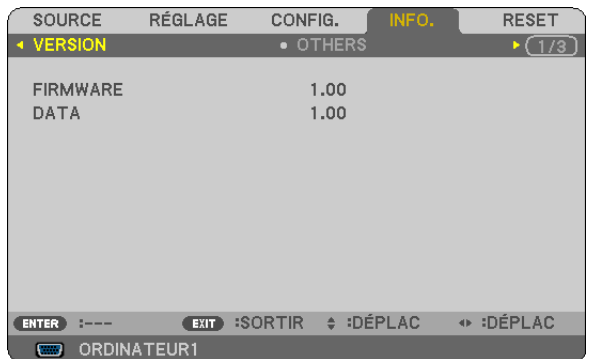 SOURCE RÉGLAGE CONFIG. INFO. RESET
VERSION • OTHERS 1/3
FIRMWARE 1.00
DATA 1.00
ENTER :--- EXIT :SORTIR :DÉPLAC :DÉPLAC
ORDINATEUR1